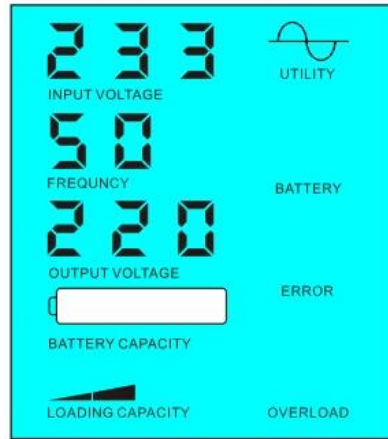 233
UTILITY
INPUT VOLTAGE
50
FREQUNCY
BATTERY
220
OUTPUT VOLTAGE
ERROR
BATTERY CAPACITY
LOADING CAPACITY
OVERLOAD